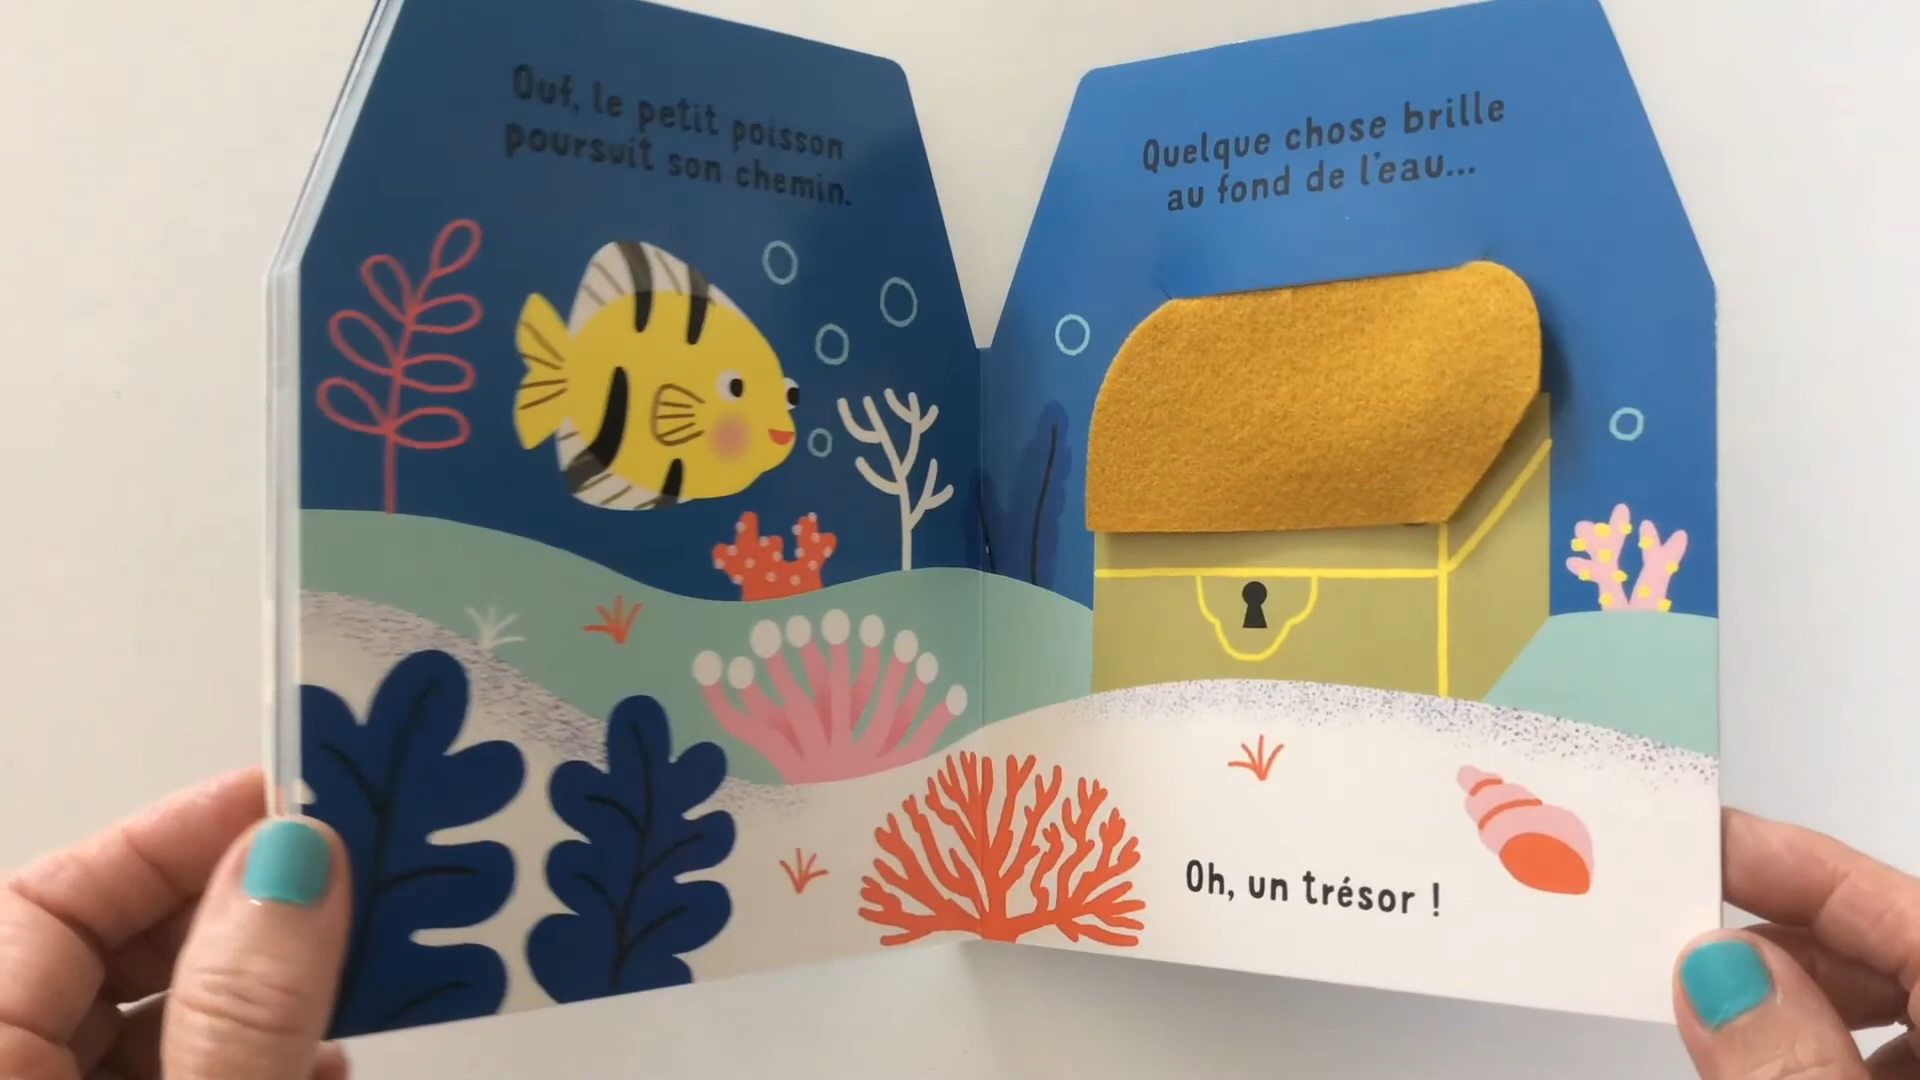 Ouf, le petit poisson
poursuit son chemin.
Quelque chose brille
au fond de l'eau...
Oh, un trésor !